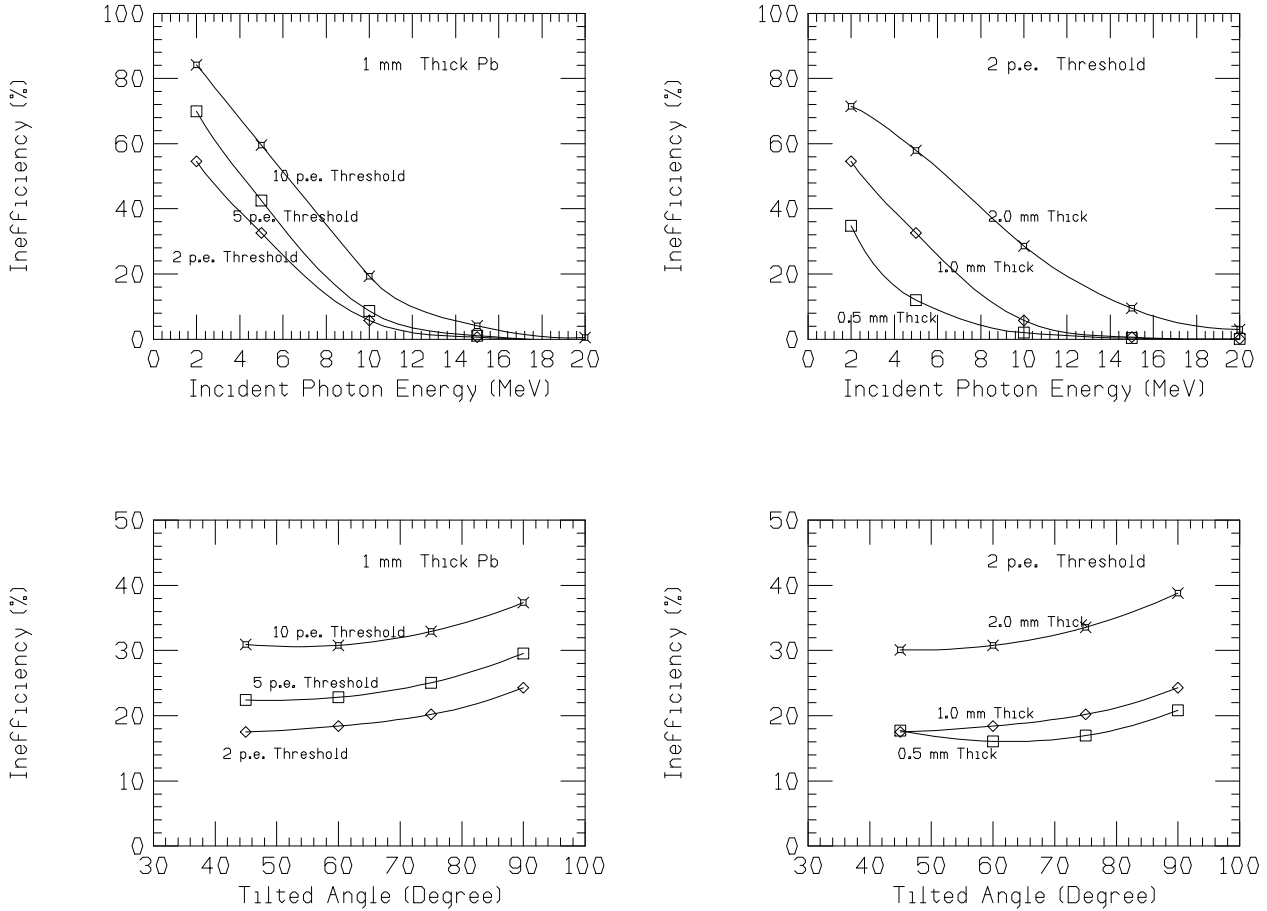 100
80
60
40
20
0
Inefficiency (%)
1 mm Thick Pb
10 p.e. Threshold
5 p.e. Threshold
2 p.e. Threshold
0 2 4 6 8 10 12 14 16 18 20
Incident Photon Energy (MeV)
100
80
60
40
20
0
Inefficiency (%)
2 p.e. Threshold
2.0 mm Thick
1.0 mm Thick
0.5 mm Thick
0 2 4 6 8 10 12 14 16 18 20
Incident Photon Energy (MeV)
50
40
30
20
10
0
Inefficiency (%)
1 mm Thick Pb
10 p.e. Threshold
5 p.e. Threshold
2 p.e. Threshold
30 40 50 60 70 80 90 100
Tilted Angle (Degree)
50
40
30
20
10
0
Inefficiency (%)
2 p.e. Threshold
2.0 mm Thick
1.0 mm Thick
0.5 mm Thick
30 40 50 60 70 80 90 100
Tilted Angle (Degree)